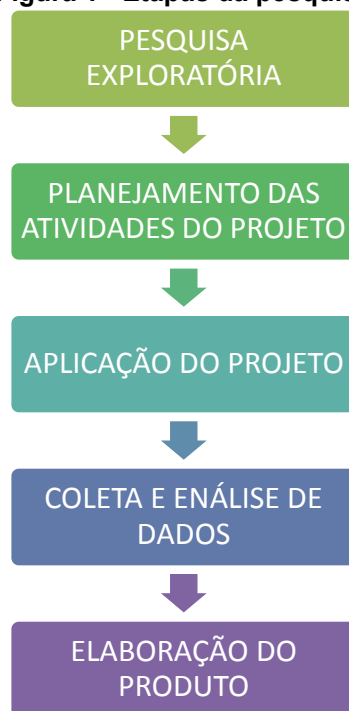 PESQUISA
EXPLORATÓRIA
PLANEJAMENTO DAS
ATIVIDADES DO PROJETO
APLICAÇÃO DO PROJETO
COLETA E ENÁLISE DE
DADOS
ELABORAÇÃO DO
PRODUTO